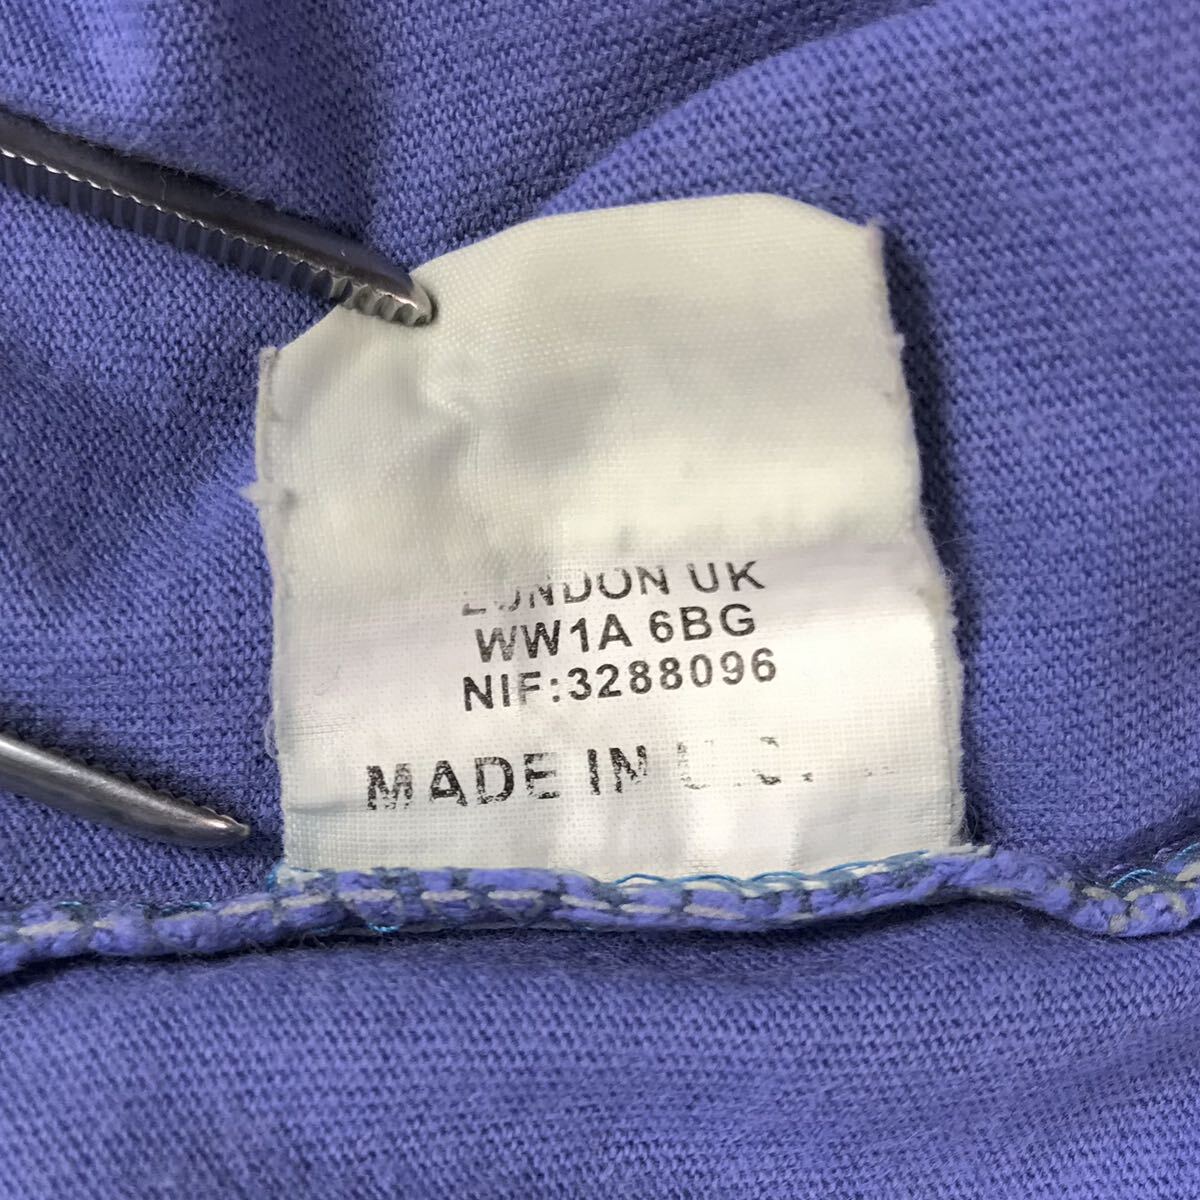 LONDON UK
WW1A 6BG
NIF:3288096
MADE IN